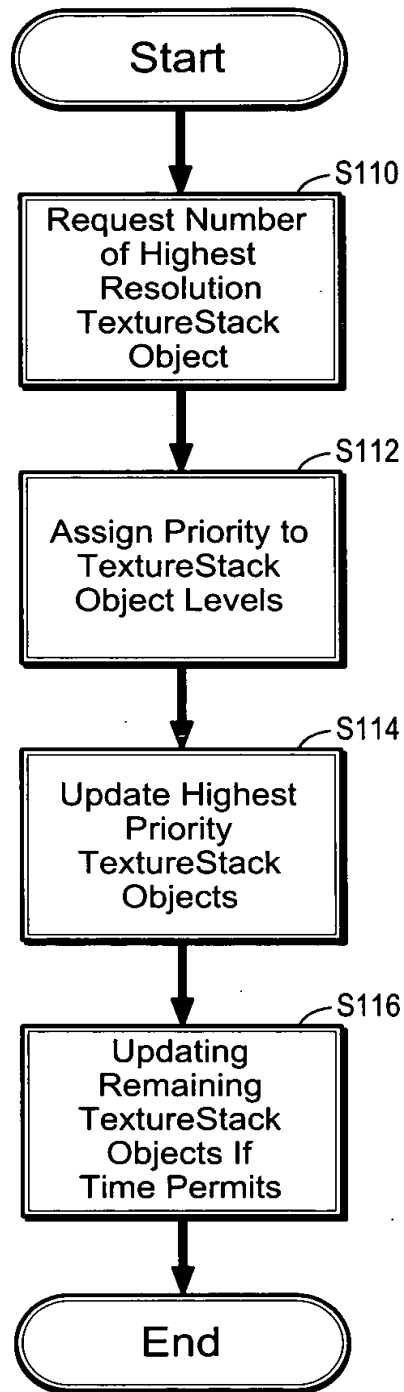 Start
S110
Request Number
of Highest
Resolution
TextureStack
Object
S112
Assign Priority to
TextureStack
Object Levels
S114
Update Highest
Priority
TextureStack
Objects
S116
Updating
Remaining
TextureStack
Objects If
Time Permits
End